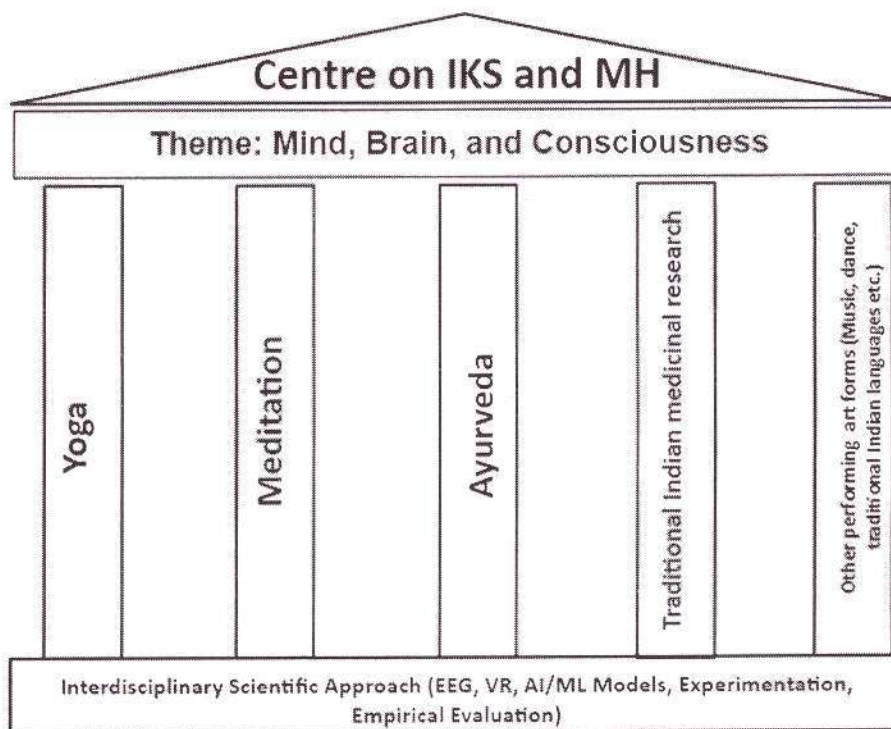 Centre on IKS and MH
Theme: Mind, Brain, and Consciousness
Yoga
Meditation
Ayurveda
Traditional Indian medicinal research
Other performing art forms (Music, dance,
traditional Indian languages etc.)
Interdisciplinary Scientific Approach (EEG, VR, AI/ML Models, Experimentation,
Empirical Evaluation)